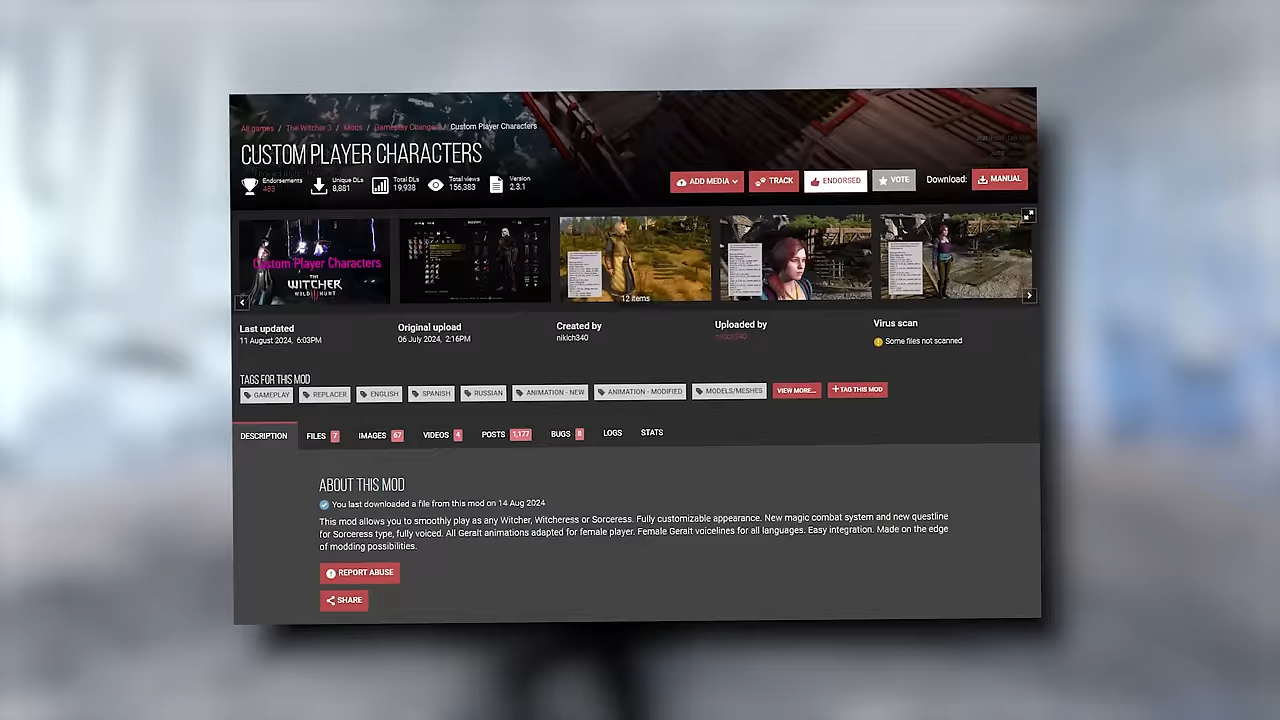 All games / The Witcher 3 / Mods / Gameplay Changes / Custom Player Characters
CUSTOM PLAYER CHARACTERS
Endorsements 483
Unique DLs 8,881
Total DLs 19,938
Total views 156,383
Version 2.3.1
ADD MEDIA
TRACK
ENDORSED
VOTE
Download:
MANUAL
Custom Player Characters
THE WITCHER WILD HUNT
12 items
Last updated
11 August 2024, 6:03PM
Original upload
06 July 2024, 2:16PM
Created by
nikich340
Uploaded by
nikich340
Virus scan
Some files not scanned
TAGS FOR THIS MOD
GAMEPLAY
REPLACER
ENGLISH
SPANISH
RUSSIAN
ANIMATION - NEW
ANIMATION - MODIFIED
MODELS/MESHES
VIEW MORE...
+ TAG THIS MOD
DESCRIPTION
FILES 7
IMAGES 67
VIDEOS 4
POSTS 1,177
BUGS 8
LOGS
STATS
ABOUT THIS MOD
You last downloaded a file from this mod on 14 Aug 2024
This mod allows you to smoothly play as any Witcher, Witcheress or Sorceress. Fully customizable appearance. New magic combat system and new questline
for Sorceress type, fully voiced. All Geralt animations adapted for female player. Female Geralt voicelines for all languages. Easy integration. Made on the edge
of modding possibilities.
REPORT ABUSE
SHARE